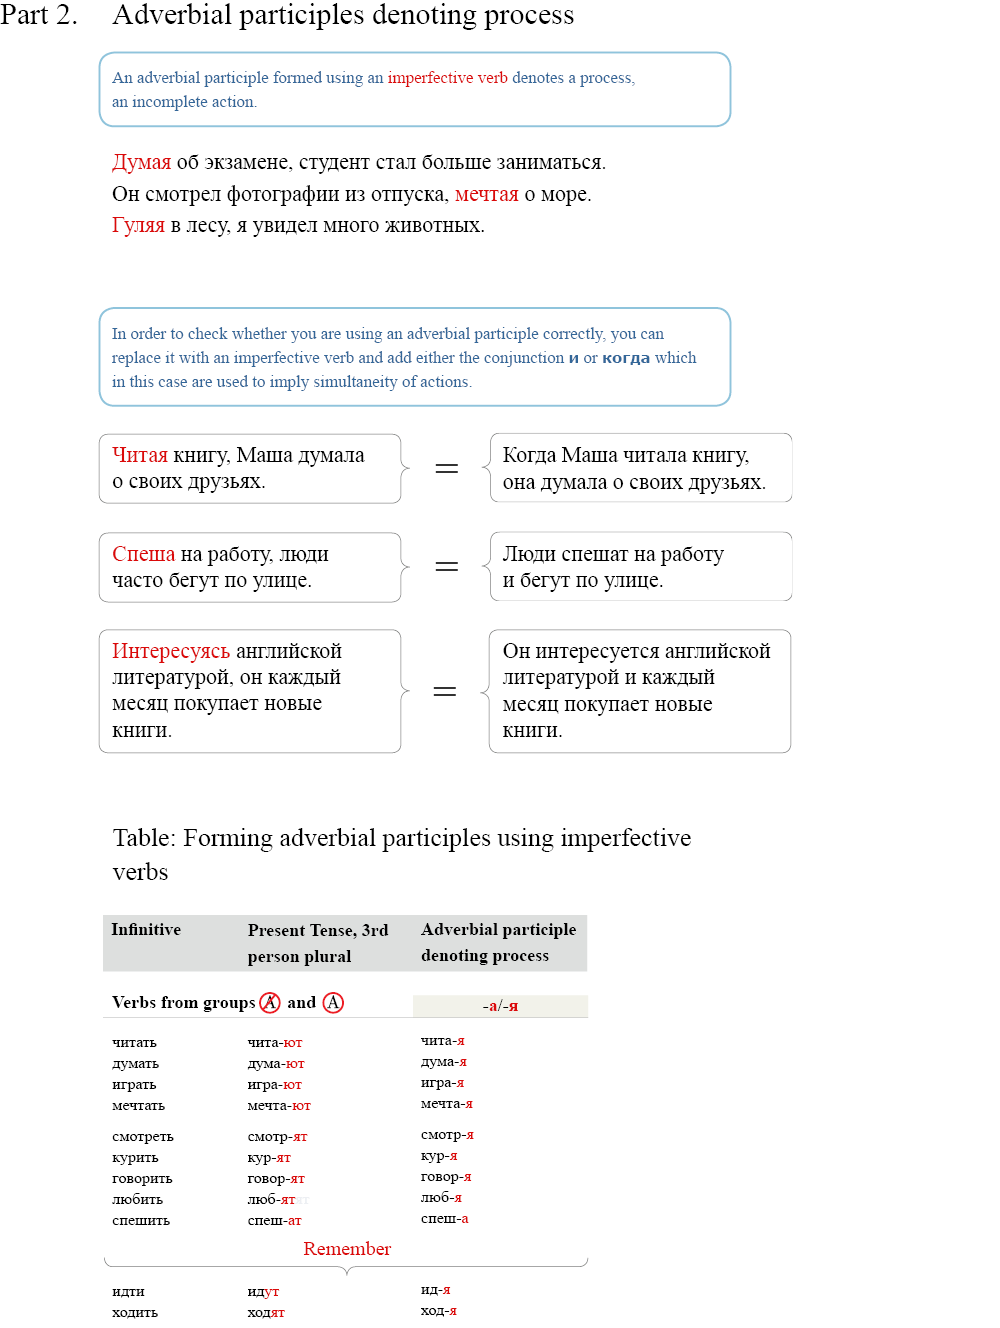 Part 2. Adverbial participles denoting process
An adverbial participle formed using an imperfective verb denotes a process,
an incomplete action.
Думая об экзамене, студент стал больше заниматься.
Он смотрел фотографии из отпуска, мечтая о море.
Гуляя в лесу, я увидел много животных.
In order to check whether you are using an adverbial participle correctly, you can
replace it with an imperfective verb and add either the conjunction и or когда which
in this case are used to imply simultaneity of actions.
Читая книгу, Маша думала
о своих друзьях.
=
Когда Маша читала книгу,
она думала о своих друзьях.
Спеша на работу, люди
часто бегут по улице.
=
Люди спешат на работу
и бегут по улице.
Интересуясь английской
литературой, он каждый
месяц покупает новые
книги.
=
Он интересуется английской
литературой и каждый
месяц покупает новые
книги.
Table: Forming adverbial participles using imperfective
verbs
Infinitive
Present Tense, 3rd
person plural
Adverbial participle
denoting process
Verbs from groups A and A
-а/-я
читать чита-ют чита-я
думать дума-ют дума-я
играть игра-ют игра-я
мечтать мечта-ют мечта-я
смотреть смотр-ят смотр-я
курить кур-ят кур-я
говорить говор-ят говор-я
любить люб-ят люб-я
спешить спеш-ат спеш-а
Remember
идти идут ид-я
ходить ходят ход-я